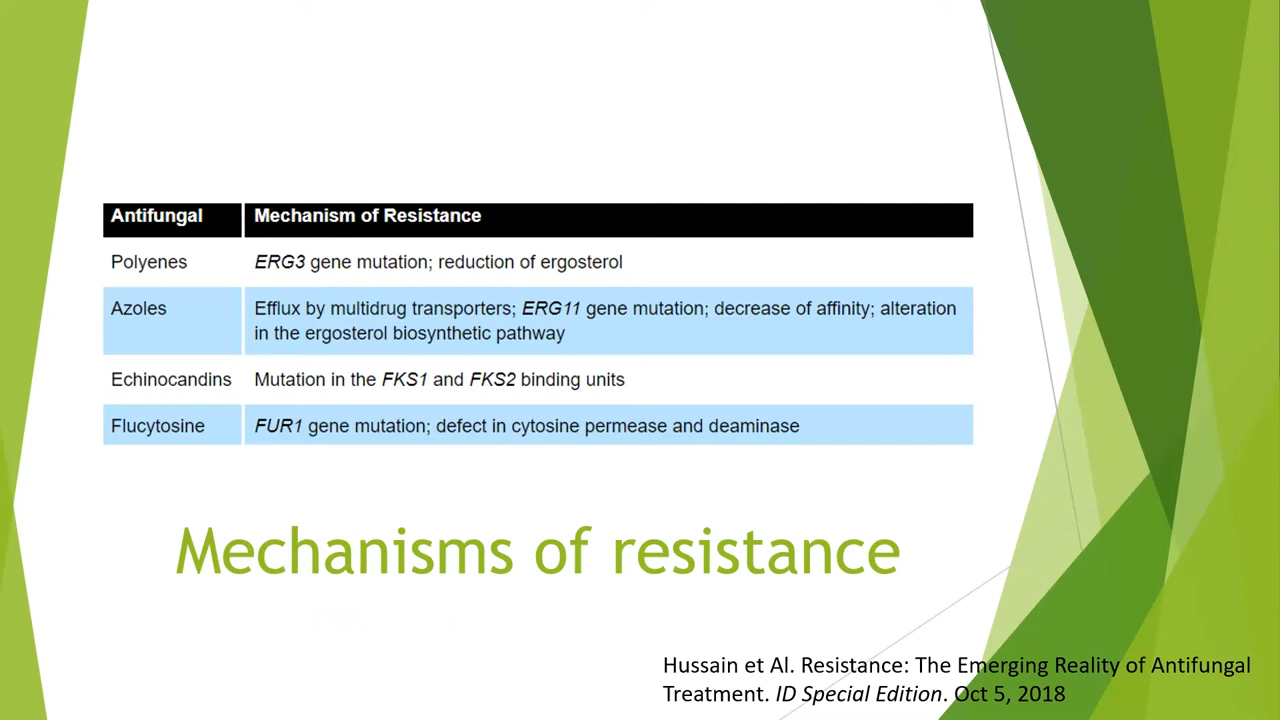 Antifungal Mechanism of Resistance
Polyenes ERG3 gene mutation; reduction of ergosterol
Azoles Efflux by multidrug transporters; ERG11 gene mutation; decrease of affinity; alteration
in the ergosterol biosynthetic pathway
Echinocandins Mutation in the FKS1 and FKS2 binding units
Flucytosine FUR1 gene mutation; defect in cytosine permease and deaminase
Mechanisms of resistance
Hussain et Al. Resistance: The Emerging Reality of Antifungal
Treatment. ID Special Edition. Oct 5, 2018